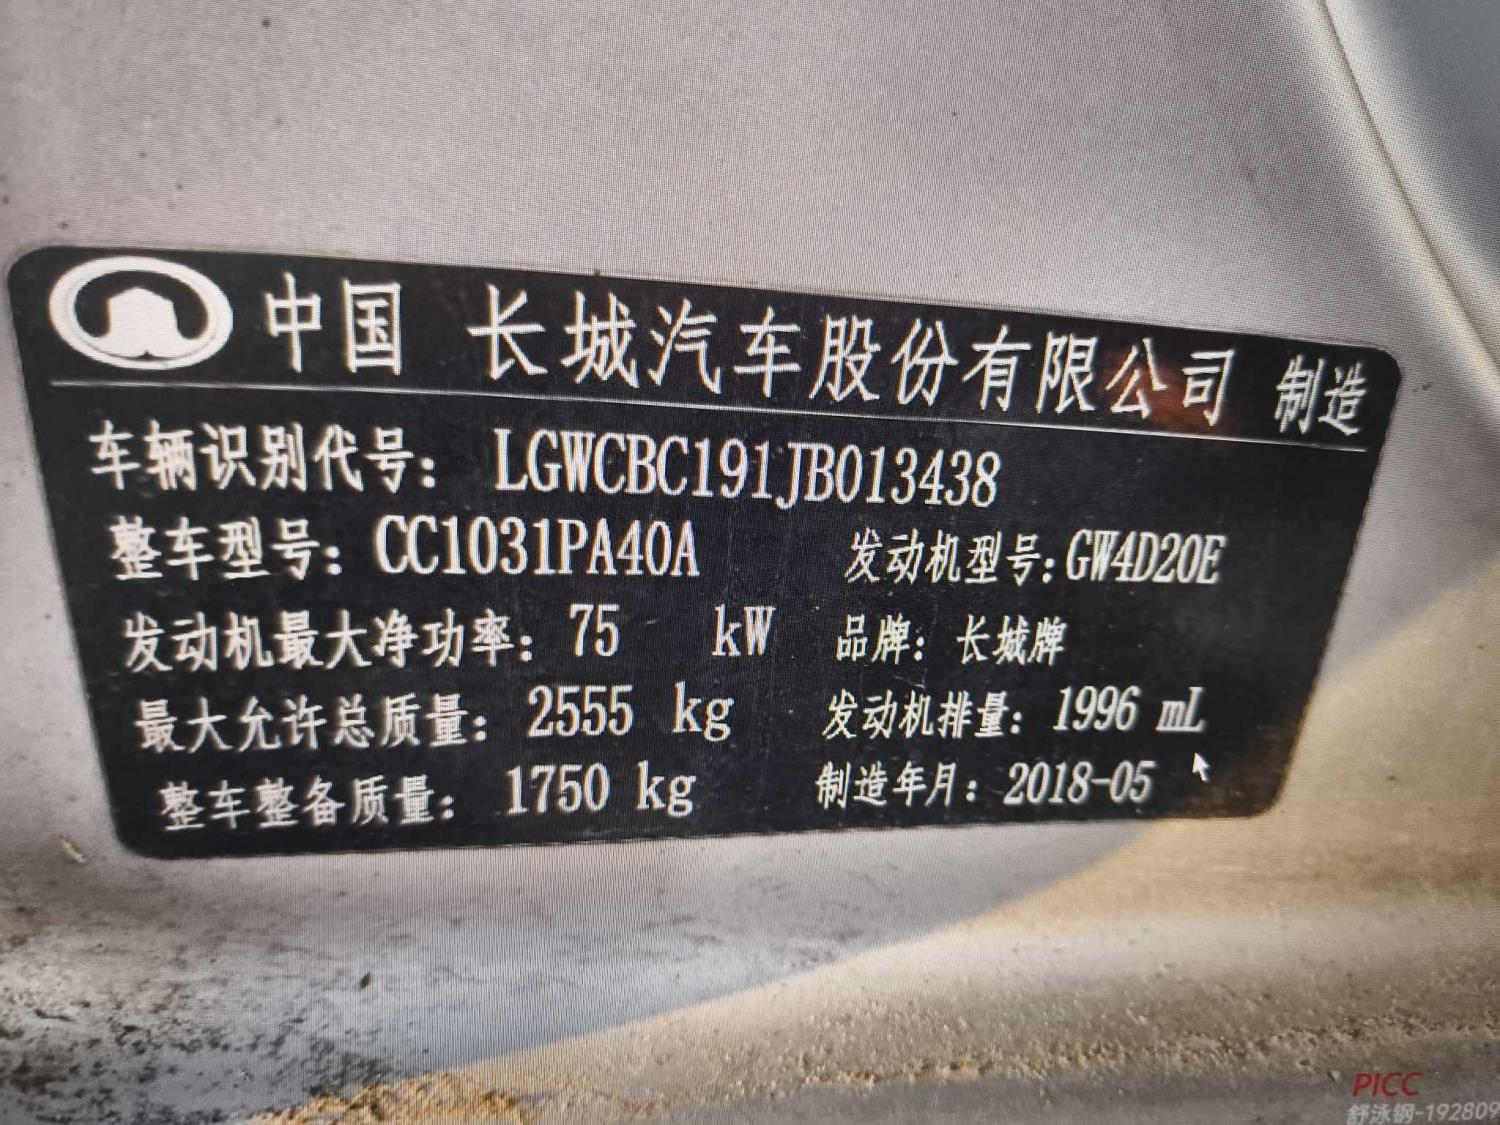 中国 长城汽车股份有限公司 制造
车辆识别代号：LGWCBC191JB013438
整车型号：CC1031PA40A 发动机型号：GW4D20E
发动机最大净功率：75 kW 品牌：长城牌
最大允许总质量：2555 kg 发动机排量：1996 mL
整车整备质量：1750 kg 制造年月：2018-05
PICC
舒泳钢-192809